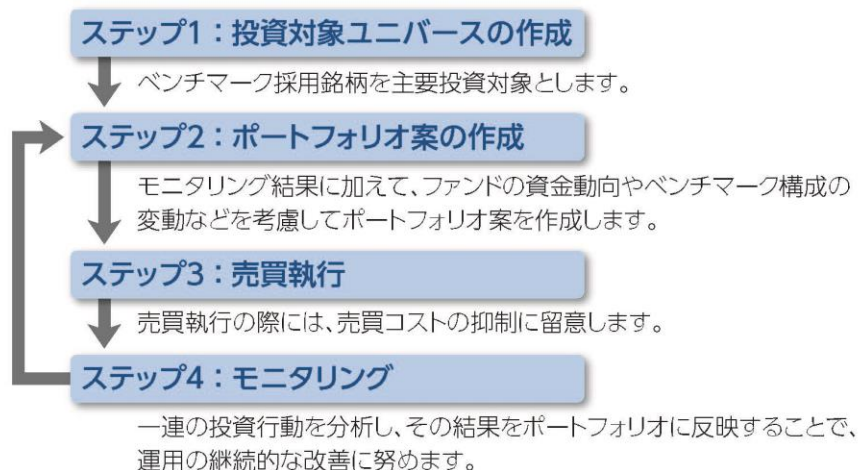 ステップ1：投資対象ユニバースの作成
ベンチマーク採用銘柄を主要投資対象とします。
ステップ2：ポートフォリオ案の作成
モニタリング結果に加えて、ファンドの資金動向やベンチマーク構成の
変動などを考慮してポートフォリオ案を作成します。
ステップ3：売買執行
売買執行の際には、売買コストの抑制に留意します。
ステップ4：モニタリング
一連の投資行動を分析し、その結果をポートフォリオに反映することで、
運用の継続的な改善に努めます。